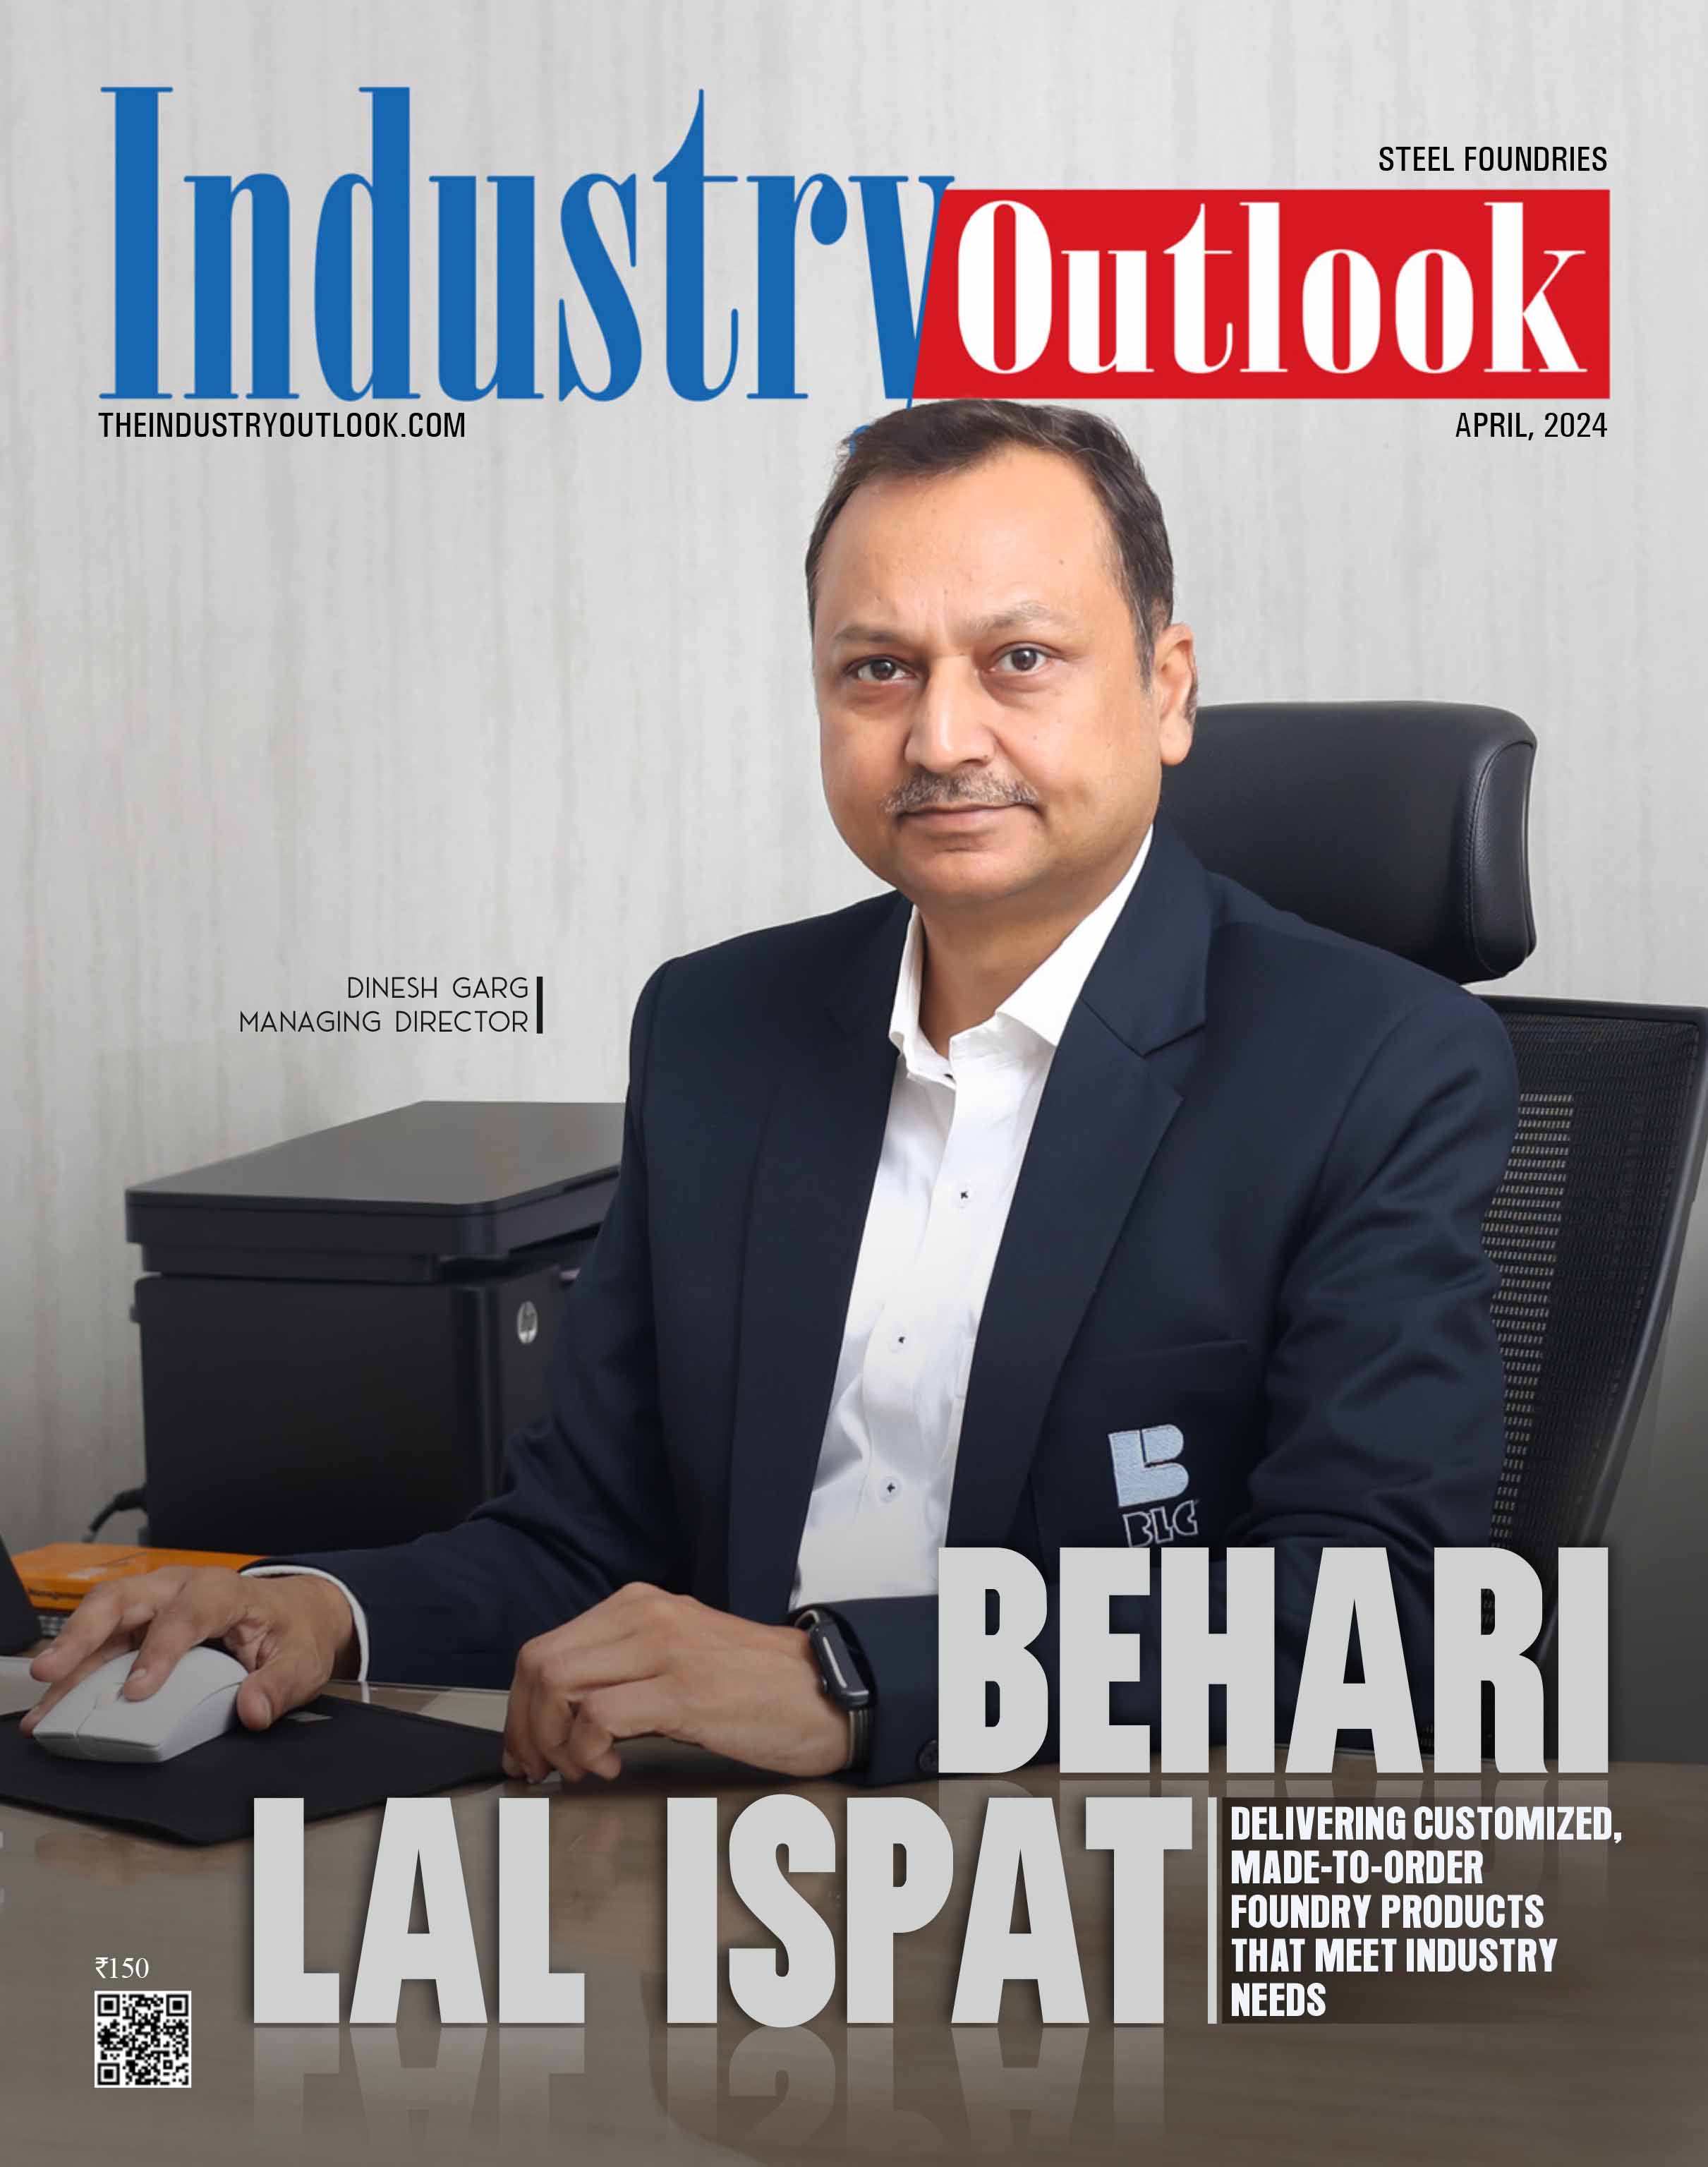 STEEL FOUNDRIES
Industry Outlook
THEINDUSTRYOUTLOOK.COM
APRIL, 2024
DINESH GARG
MANAGING DIRECTOR
hp
BLC
BEHARI
LAL ISPAT
DELIVERING CUSTOMIZED,
MADE-TO-ORDER
FOUNDRY PRODUCTS
THAT MEET INDUSTRY
NEEDS
₹150